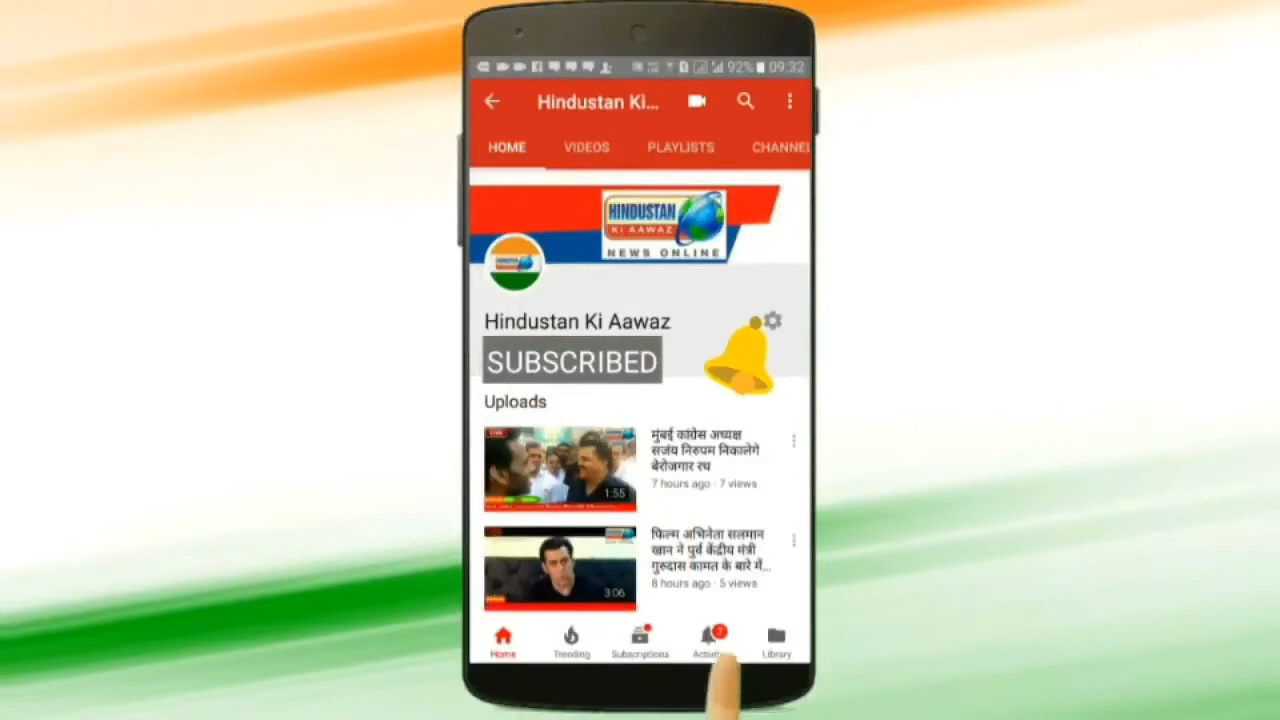 92% 09:32
Hindustan Ki...
HOME VIDEOS PLAYLISTS CHANNEL
HINDUSTAN
KI AAWAZ
NEWS ONLINE
Hindustan Ki Aawaz
SUBSCRIBED
Uploads
LIVE
मुंबई कांग्रेस अध्यक्ष
सजंय निरुपम निकालेगे
बेरोजगार रथ
1:55
7 hours ago · 7 views
फिल्म अभिनेता सलमान
खान ने पुर्व केंद्रीय मंत्री
गुरुदास कामत के बारे में...
3:06
8 hours ago · 5 views
Home Trending Subscriptions Library